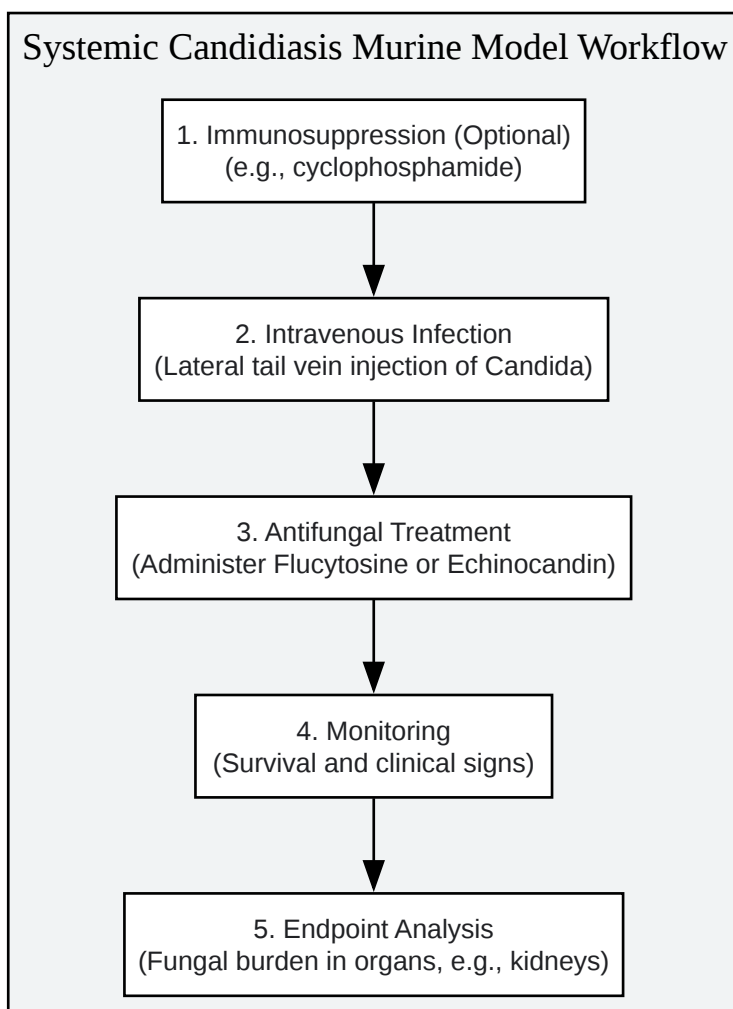 Systemic Candidiasis Murine Model Workflow
1. Immunosuppression (Optional)
(e.g., cyclophosphamide)
2. Intravenous Infection
(Lateral tail vein injection of Candida)
3. Antifungal Treatment
(Administer Flucytosine or Echinocandin)
4. Monitoring
(Survival and clinical signs)
5. Endpoint Analysis
(Fungal burden in organs, e.g., kidneys)